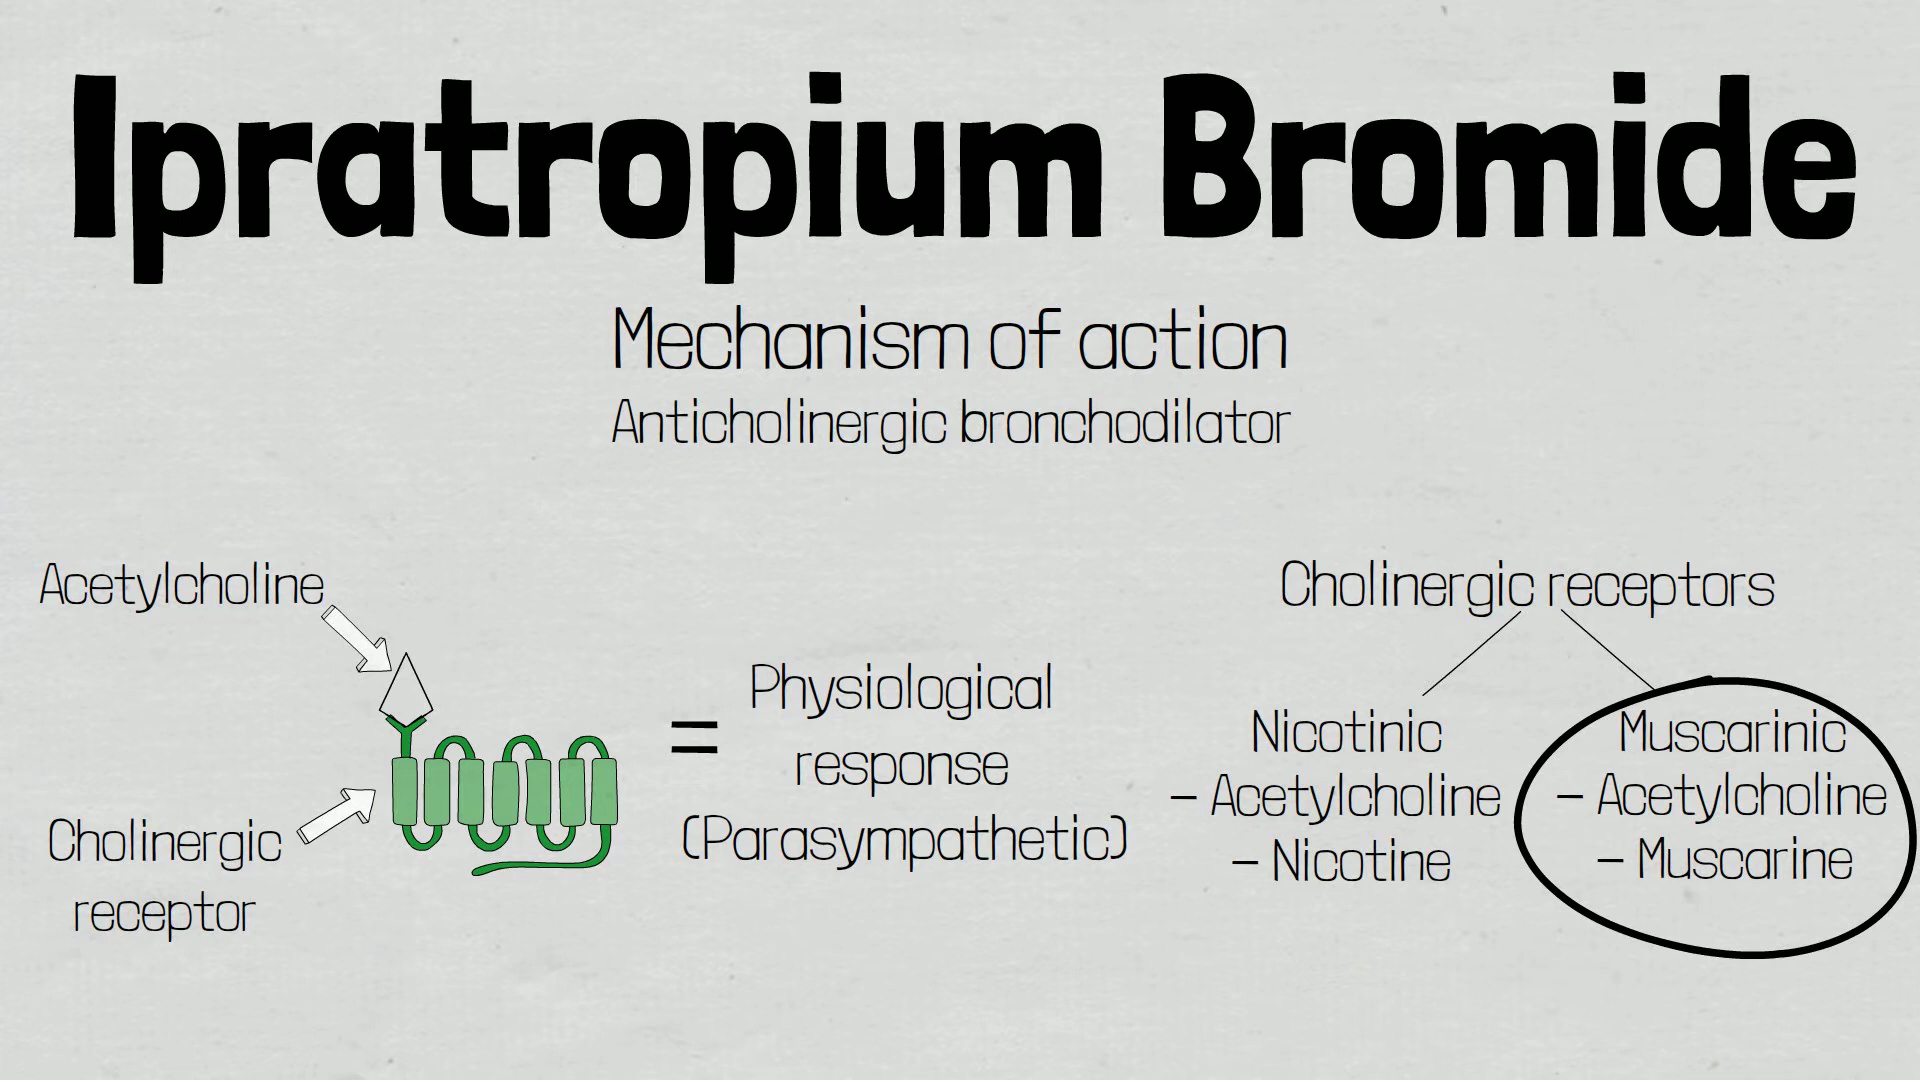 Ipratropium Bromide
Mechanism of action
Anticholinergic bronchodilator
Acetylcholine
Cholinergic
receptor
=
Physiological
response
(Parasympathetic)
Cholinergic receptors
Nicotinic
- Acetylcholine
- Nicotine
Muscarinic
- Acetylcholine
- Muscarine